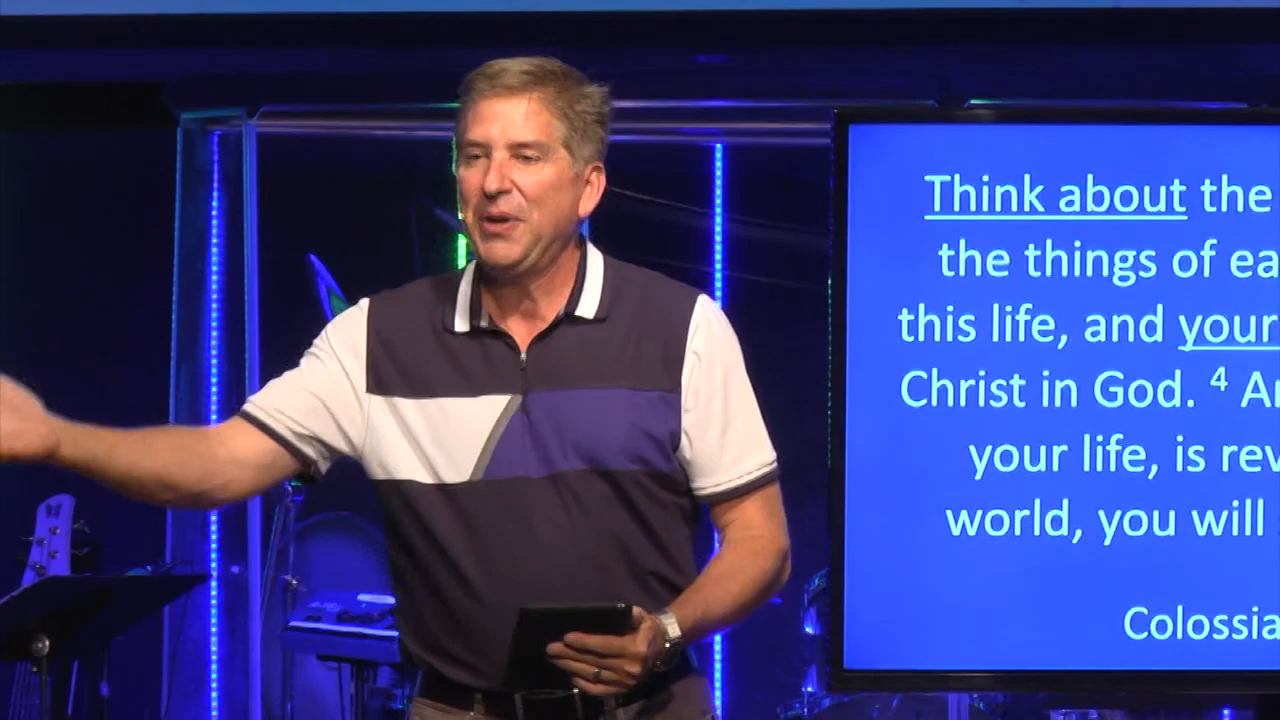 Think about the
the things of ea
this life, and your
Christ in God. ⁴ A
your life, is rev
world, you will
Colossia